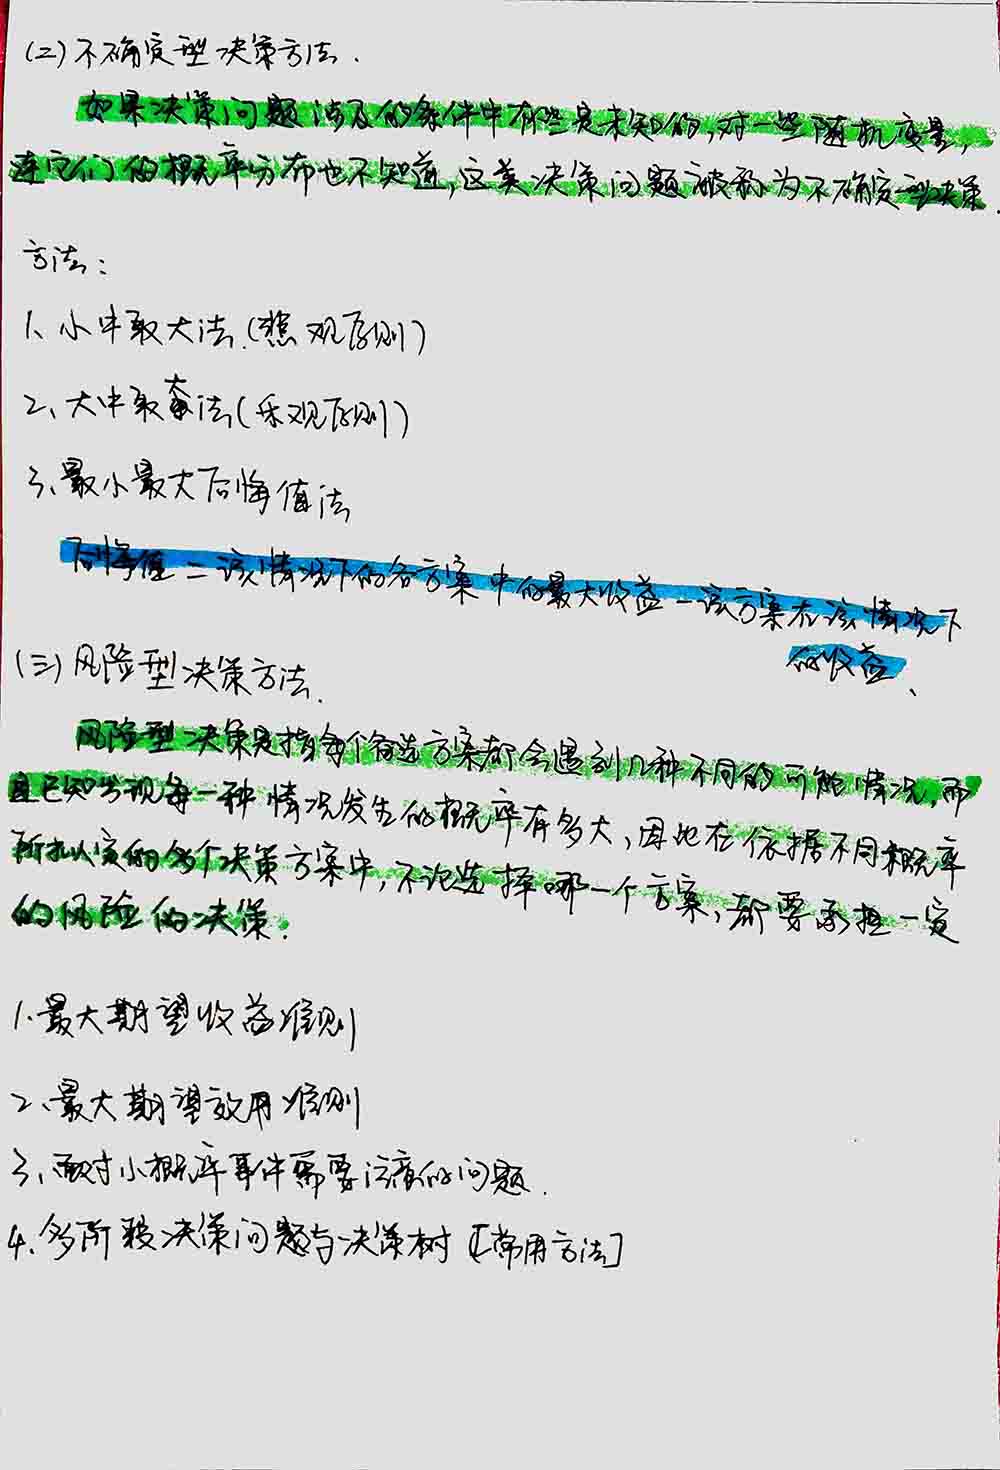 (二)不确定型决策方法.
如果决策问题涉及的条件中有些是未知的,对一些随机变量,
连它们的概率分布也不知道,这类决策问题被称为不确定型决策.
方法:
1、小中取大法.(悲观原则)
2、大中取大法(乐观原则)
3、最小最大后悔值法
后悔值=该情况下的各方案中的最大收益-该方案在该情况下
的收益、
(三)风险型决策方法.
风险型决策是指每个备选方案都会遇到几种不同的可能情况,而
且已知出现每一种情况发生的概率有多大,因此在依据不同概率
所拟定的多个决策方案中,不论选择哪一个方案,都要承担一定
的风险的决策.
1.最大期望收益准则
2、最大期望效用准则
3、面对小概率事件需要注意的问题.
4.多阶段决策问题与决策树[常用方法]